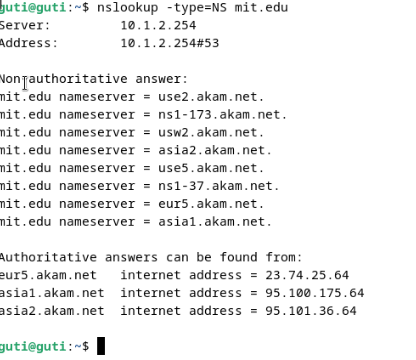 guti@guti:~$ nslookup -type=NS mit.edu
Server:         10.1.2.254
Address:        10.1.2.254#53

Non-authoritative answer:
mit.edu nameserver = use2.akam.net.
mit.edu nameserver = ns1-173.akam.net.
mit.edu nameserver = usw2.akam.net.
mit.edu nameserver = asia2.akam.net.
mit.edu nameserver = use5.akam.net.
mit.edu nameserver = ns1-37.akam.net.
mit.edu nameserver = eur5.akam.net.
mit.edu nameserver = asia1.akam.net.

Authoritative answers can be found from:
eur5.akam.net   internet address = 23.74.25.64
asia1.akam.net  internet address = 95.100.175.64
asia2.akam.net  internet address = 95.101.36.64

guti@guti:~$